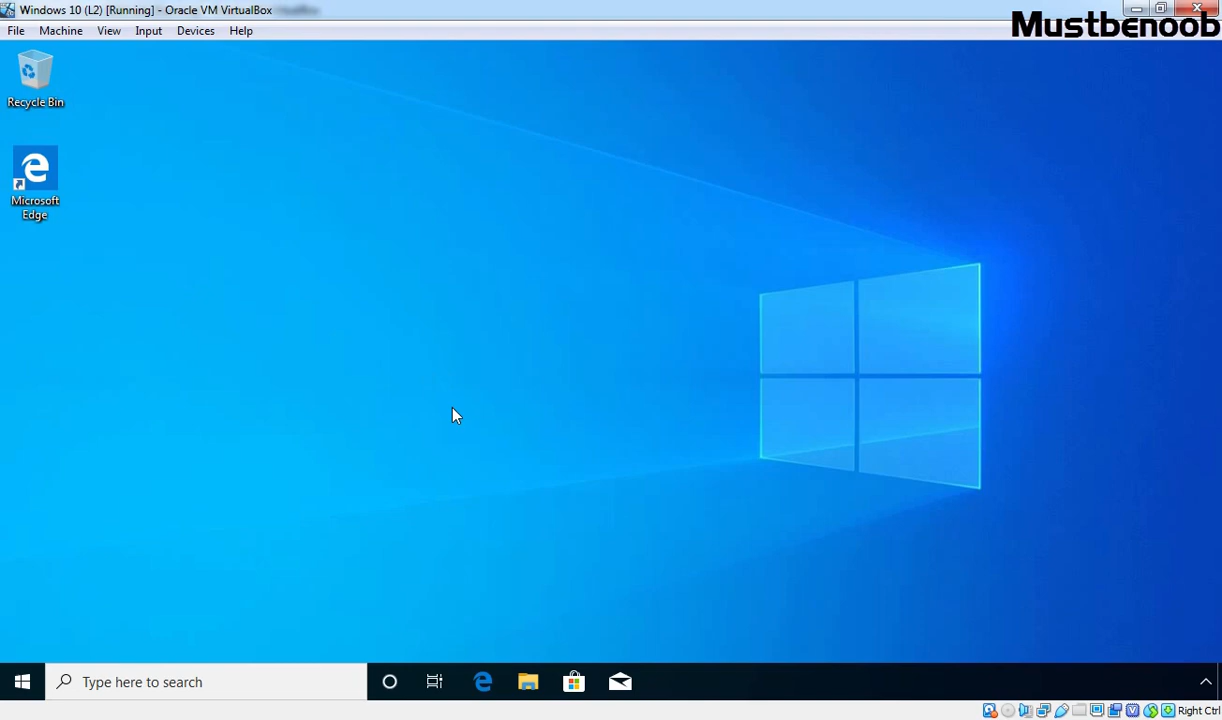 Windows 10 (L2) [Running] - Oracle VM VirtualBox
Mustbenoob
File Machine View Input Devices Help
Recycle Bin
Microsoft
Edge
Type here to search
Right Ctrl